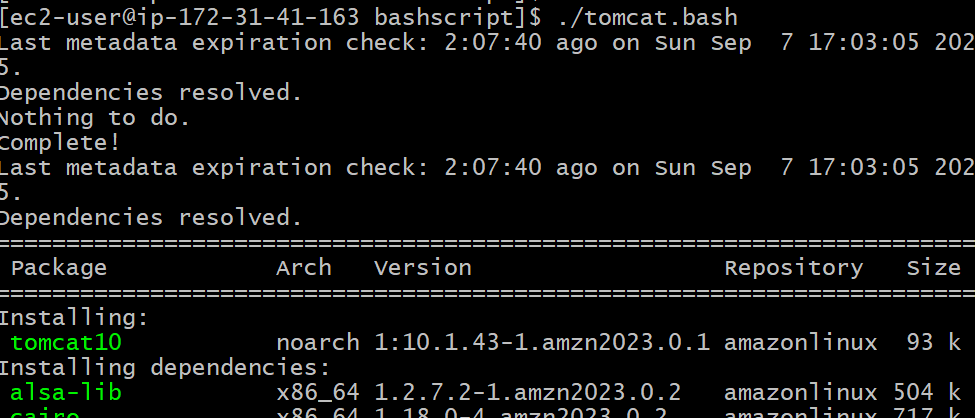 [ec2-user@ip-172-31-41-163 bashscript]$ ./tomcat.bash
Last metadata expiration check: 2:07:40 ago on Sun Sep  7 17:03:05 202
5.
Dependencies resolved.
Nothing to do.
Complete!
Last metadata expiration check: 2:07:40 ago on Sun Sep  7 17:03:05 202
5.
Dependencies resolved.
======================================================================
 Package            Arch   Version                  Repository   Size
======================================================================
Installing:
 tomcat10           noarch 1:10.1.43-1.amzn2023.0.1 amazonlinux  93 k
Installing dependencies:
 alsa-lib           x86_64 1.2.7.2-1.amzn2023.0.2   amazonlinux 504 k
 cairo              x86_64 1.18.0-4.amzn2023.0.2    amazonlinux 717 k